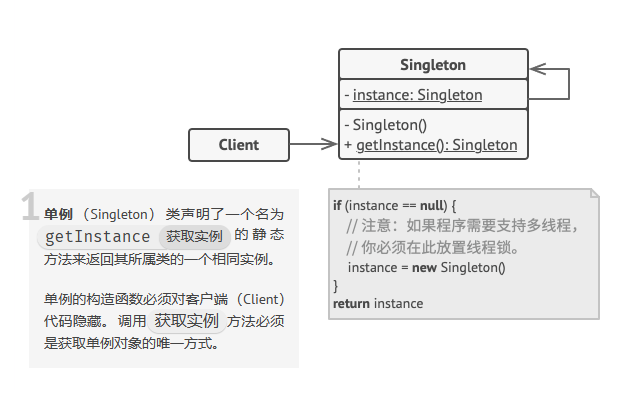 Singleton
- instance: Singleton
- Singleton()
+ getInstance(): Singleton
Client
1
单例（Singleton）类声明了一个名为
getInstance 获取实例 的静态
方法来返回其所属类的一个相同实例。
单例的构造函数必须对客户端（Client）
代码隐藏。调用 获取实例 方法必须
是获取单例对象的唯一方式。
if (instance == null) {
// 注意：如果程序需要支持多线程，
// 你必须在此放置线程锁。
instance = new Singleton()
}
return instance